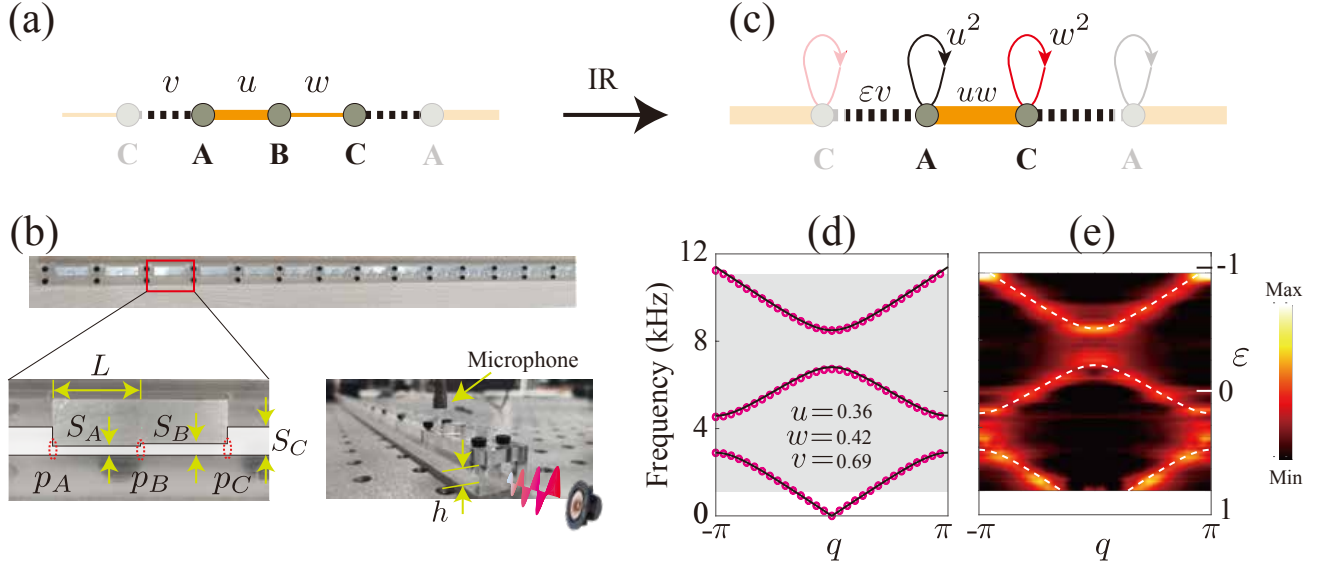 (a)
v u w
C A B C A
IR
(c)
u² w²
εv uw
C A C A
(b)
L
S_A S_B S_C
p_A p_B p_C
Microphone
h
(d)
Frequency (kHz)
12
8
4
0
u = 0.36
w = 0.42
v = 0.69
-π π
q
(e)
-1
0
1
ε
-π π
q
Max
Min